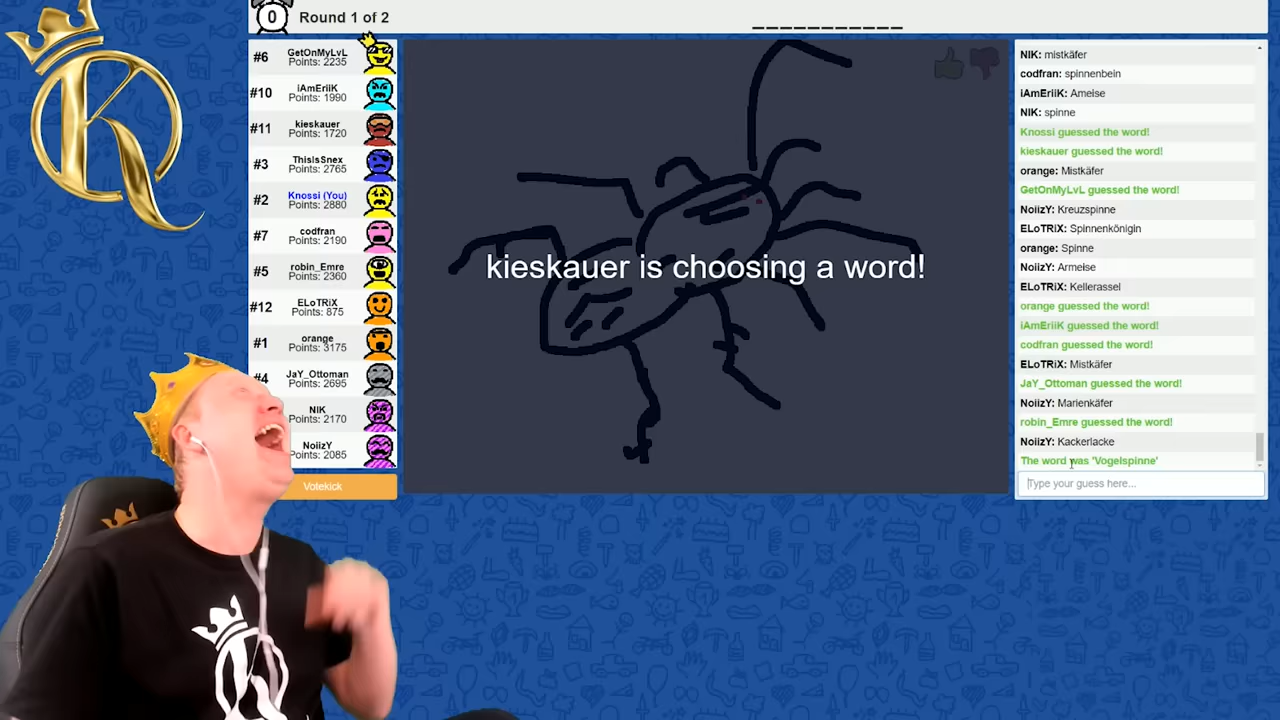 0 Round 1 of 2 ___________
#6 GetOnMyLvL
Points: 2235
#10 iAmEriiK
Points: 1990
#11 kieskauer
Points: 1720
#3 ThisIsSnex
Points: 2765
#2 Knossi (You)
Points: 2880
#7 codfran
Points: 2190
#5 robin_Emre
Points: 2360
#12 ELoTRiX
Points: 875
#1 orange
Points: 3175
#4 JaY_Ottoman
Points: 2695
NIK
Points: 2170
NoiizY
Points: 2085
Votekick
kieskauer is choosing a word!
NIK: mistkäfer
codfran: spinnenbein
iAmEriiK: Ameise
NIK: spinne
Knossi guessed the word!
kieskauer guessed the word!
orange: Mistkäfer
GetOnMyLvL guessed the word!
NoiizY: Kreuzspinne
ELoTRiX: Spinnenkönigin
orange: Spinne
NoiizY: Armeise
ELoTRiX: Kellerassel
orange guessed the word!
iAmEriiK guessed the word!
codfran guessed the word!
ELoTRiX: Mistkäfer
JaY_Ottoman guessed the word!
NoiizY: Marienkäfer
robin_Emre guessed the word!
NoiizY: Kackerlacke
The word was 'Vogelspinne'
Type your guess here...